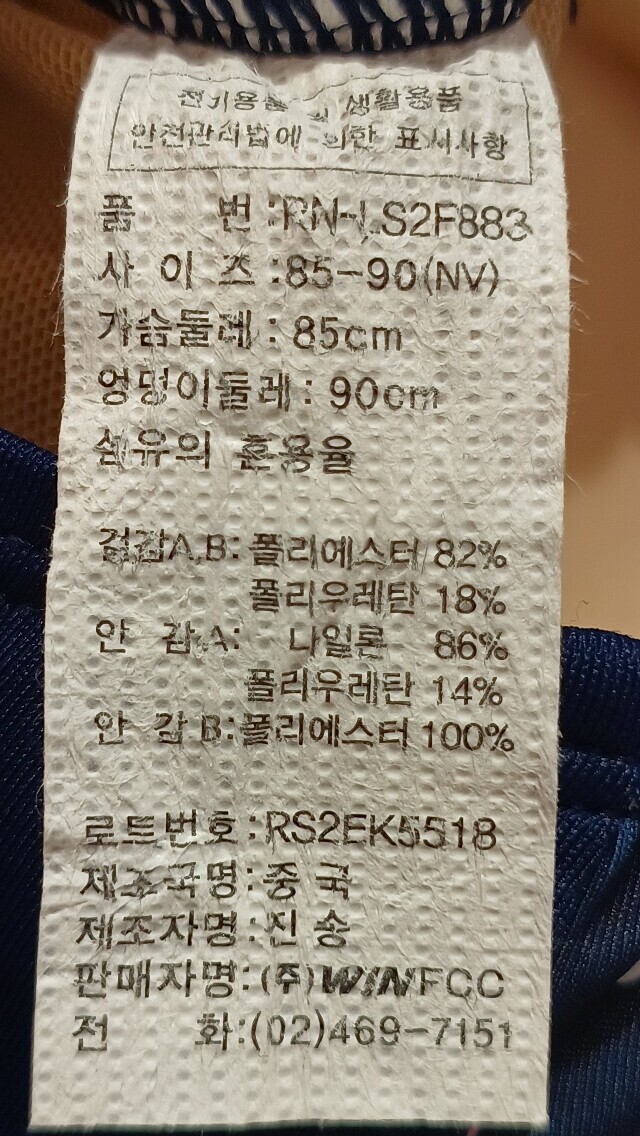 전기용품 및 생활용품
안전관리법에 의한 표시사항
품 번:RN-LS2F883
사 이 즈:85-90(NV)
가슴둘레:85cm
엉덩이둘레:90cm
섬유의 혼용율
겉감A,B:폴리에스터 82%
폴리우레탄 18%
안 감A: 나일론 86%
폴리우레탄 14%
안 감B:폴리에스터 100%
로트번호:RS2EK5518
제조국명:중 국
제조자명:진 송
판매자명:(주)WINFCC
전 화:(02)469-7151